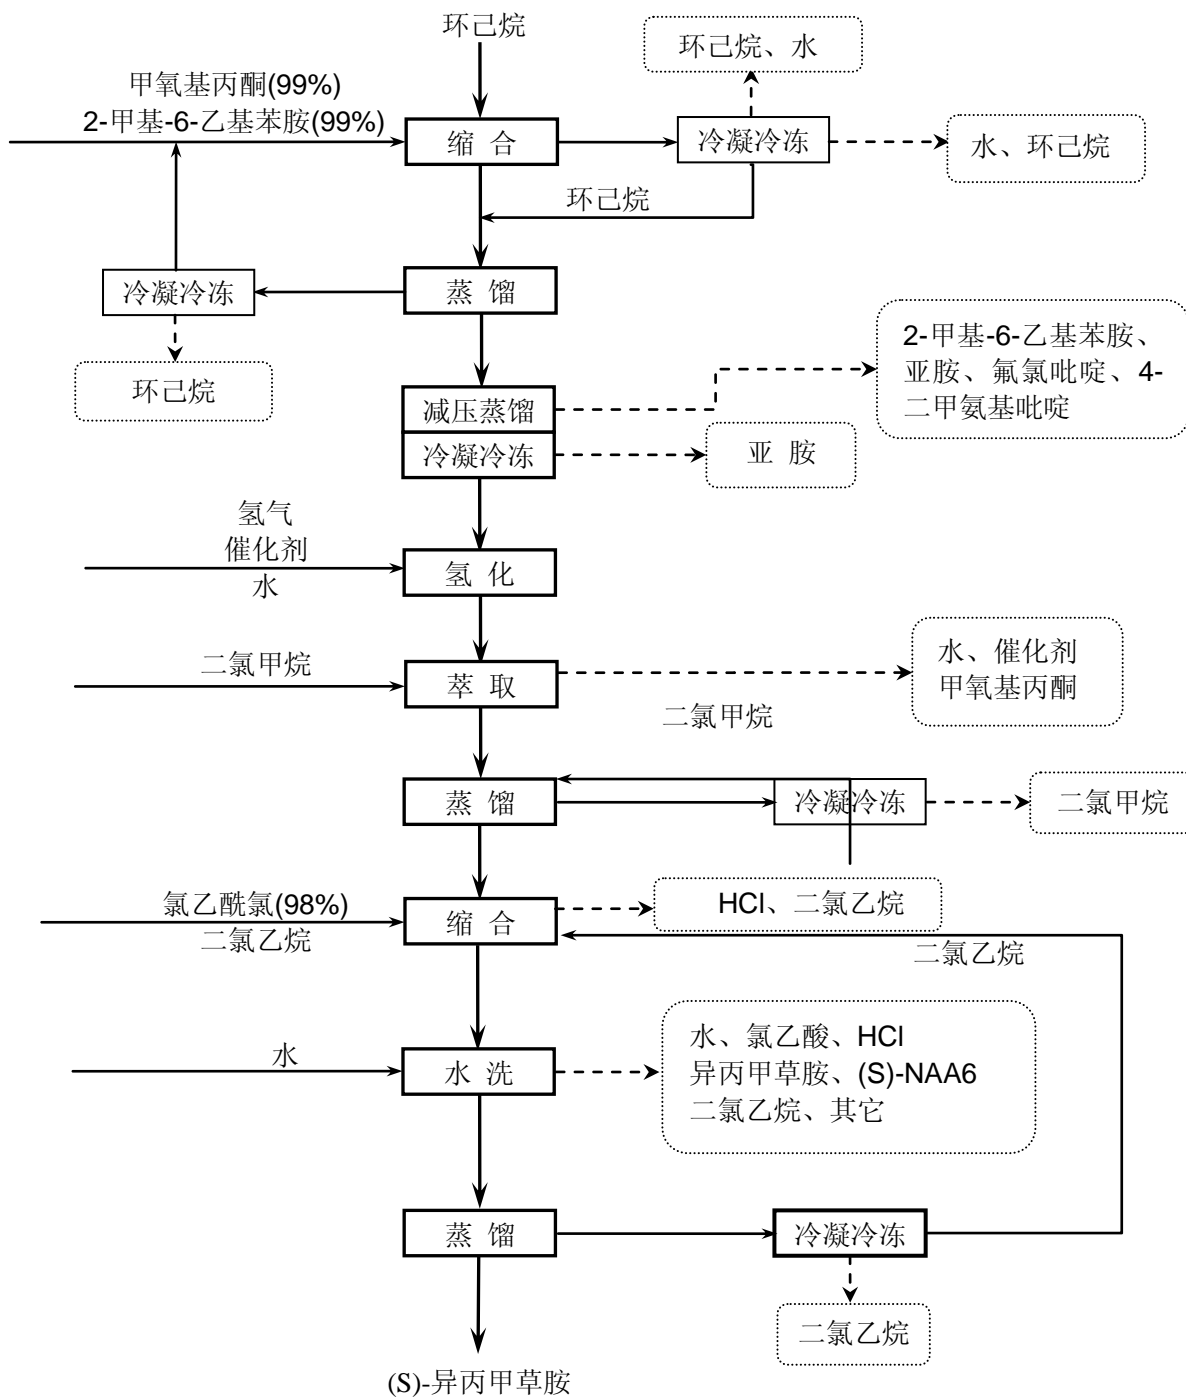 环己烷
环己烷、水
甲氧基丙酮(99%)
2-甲基-6-乙基苯胺(99%)
缩 合
冷凝冷冻
水、环己烷
环己烷
冷凝冷冻
蒸 馏
环己烷
2-甲基-6-乙基苯胺、
亚胺、氟氯吡啶、4-
二甲氨基吡啶
减压蒸馏
冷凝冷冻
亚 胺
氢气
催化剂
水
氢 化
二氯甲烷
萃 取
水、催化剂
甲氧基丙酮
二氯甲烷
蒸 馏
冷凝冷冻
二氯甲烷
氯乙酰氯(98%)
二氯乙烷
缩 合
HCl、二氯乙烷
二氯乙烷
水
水 洗
水、氯乙酸、HCl
异丙甲草胺、(S)-NAA6
二氯乙烷、其它
蒸 馏
冷凝冷冻
二氯乙烷
(S)-异丙甲草胺